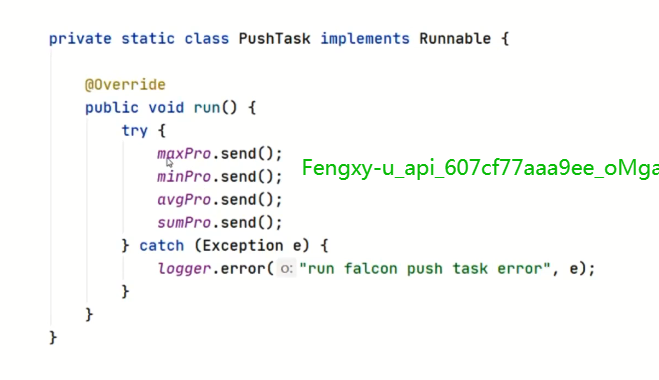 private static class PushTask implements Runnable {
@Override
public void run() {
try {
maxPro.send();
Fengxy-u_api_607cf77aaa9ee_oMga
minPro.send();
avgPro.send();
sumPro.send();
} catch (Exception e) {
logger.error( o: "run falcon push task error", e);
}
}
}